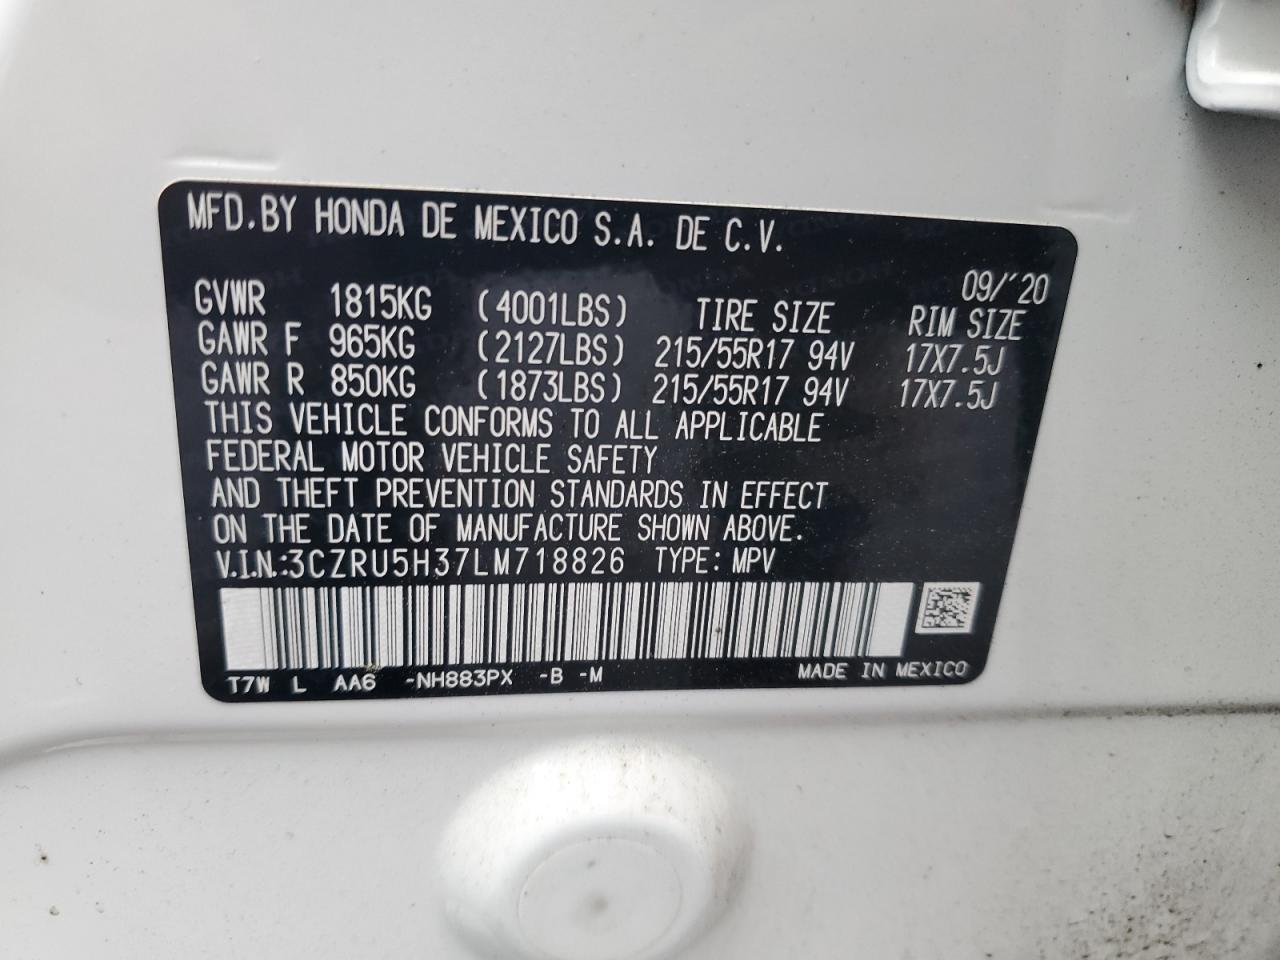 MFD.BY HONDA DE MEXICO S.A. DE C.V.
09/'20
GVWR 1815KG (4001LBS) TIRE SIZE RIM SIZE
GAWR F 965KG (2127LBS) 215/55R17 94V 17X7.5J
GAWR R 850KG (1873LBS) 215/55R17 94V 17X7.5J
THIS VEHICLE CONFORMS TO ALL APPLICABLE
FEDERAL MOTOR VEHICLE SAFETY
AND THEFT PREVENTION STANDARDS IN EFFECT
ON THE DATE OF MANUFACTURE SHOWN ABOVE.
V.I.N.:3CZRU5H37LM718826 TYPE: MPV
T7W L AA6 -NH883PX -B -M MADE IN MEXICO